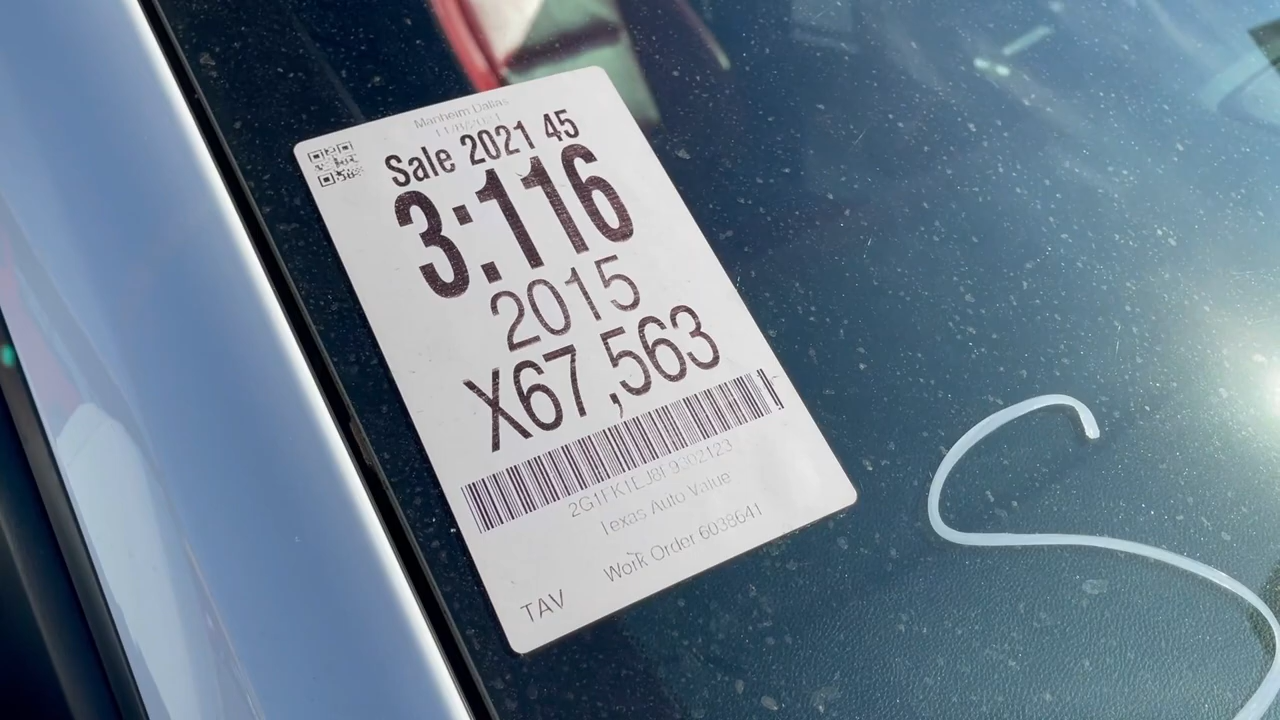 Manheim Dallas
Sale 2021 45
3:116
2015
X67,563
Texas Auto Value
Work Order 6038641
TAV